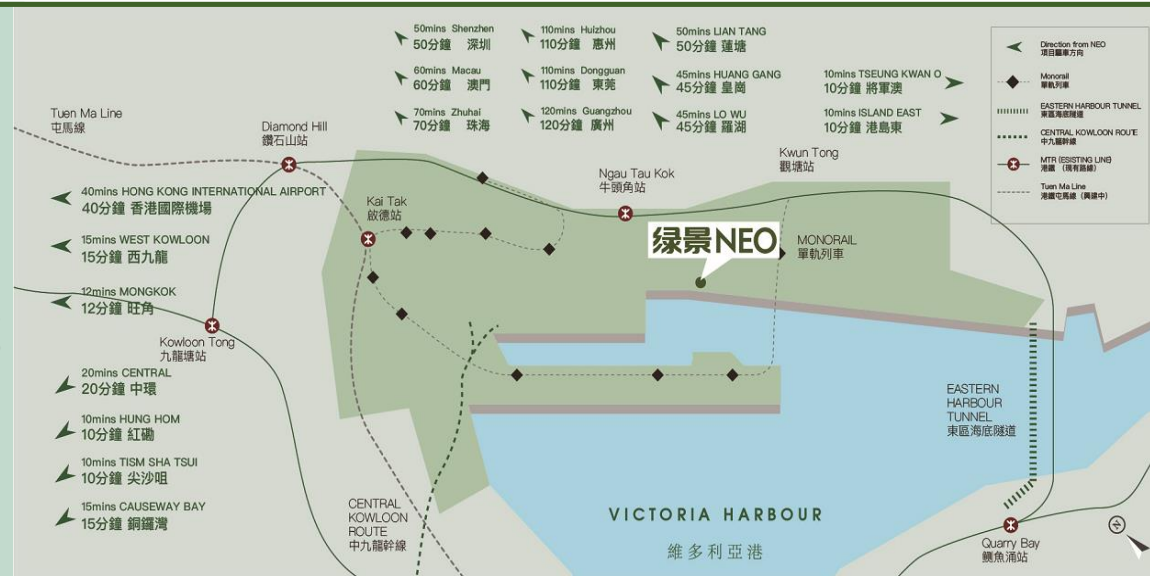 50mins Shenzhen
50分鐘 深圳
60mins Macau
60分鐘 澳門
70mins Zhuhai
70分鐘 珠海
110mins Huizhou
110分鐘 惠州
110mins Dongguan
110分鐘 東莞
120mins Guangzhou
120分鐘 廣州
50mins LIAN TANG
50分鐘 蓮塘
45mins HUANG GANG
45分鐘 皇崗
45mins LO WU
45分鐘 羅湖
10mins TSEUNG KWAN O
10分鐘 將軍澳
10mins ISLAND EAST
10分鐘 港島東
Direction from NEO
項目驅車方向
Monorail
單軌列車
EASTERN HARBOUR TUNNEL
東區海底隧道
CENTRAL KOWLOON ROUTE
中九龍幹線
MTR (ESISTING LINE)
港鐵 (現有路線)
Tuen Ma Line
港鐵屯馬線 (興建中)
Tuen Ma Line
屯馬線
Diamond Hill
鑽石山站
Kai Tak
啟德站
Ngau Tau Kok
牛頭角站
Kwun Tong
觀塘站
绿景NEO
MONORAIL
單軌列車
40mins HONG KONG INTERNATIONAL AIRPORT
40分鐘 香港國際機場
15mins WEST KOWLOON
15分鐘 西九龍
12mins MONGKOK
12分鐘 旺角
Kowloon Tong
九龍塘站
20mins CENTRAL
20分鐘 中環
10mins HUNG HOM
10分鐘 紅磡
10mins TISM SHA TSUI
10分鐘 尖沙咀
15mins CAUSEWAY BAY
15分鐘 銅鑼灣
CENTRAL
KOWLOON
ROUTE
中九龍幹線
EASTERN
HARBOUR
TUNNEL
東區海底隧道
VICTORIA HARBOUR
維多利亞港
Quarry Bay
鰂魚涌站